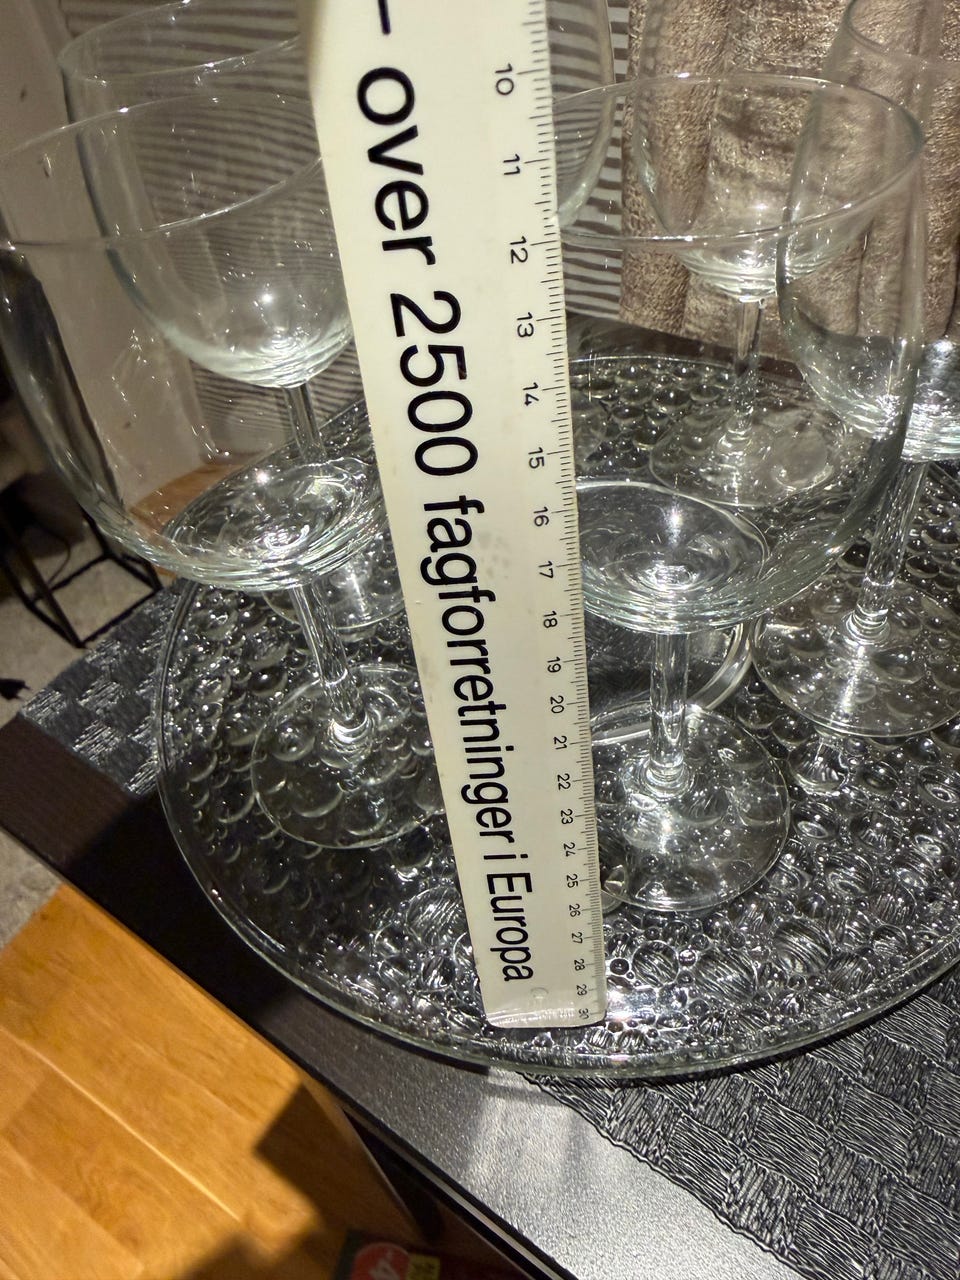 – over 2500 fagforretninger i Europa
10 11 12 13 14 15 16 17 18 19 20 21 22 23 24 25 26 27 28 29 30